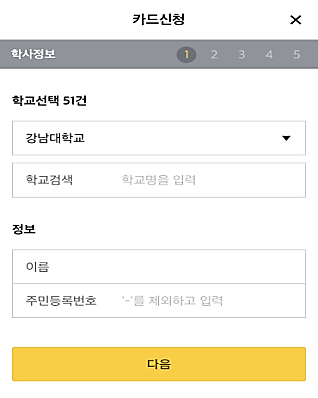 카드신청 ×
학사정보 1 2 3 4 5
학교선택 51건
강남대학교
학교검색 학교명을 입력
정보
이름
주민등록번호 '-'를 제외하고 입력
다음